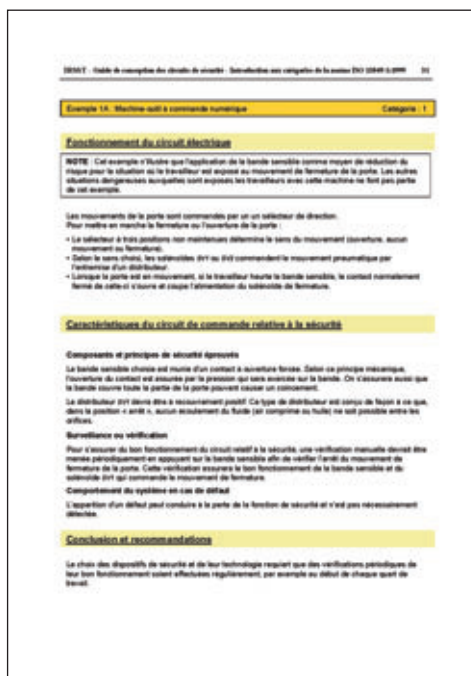 IRSST - Guide de conception des circuits de sécurité - Introduction aux catégories de la norme ISO 13849-1:1999
Exemple 1A : Machine-outil à commande numérique Catégorie : 1
Fonctionnement du circuit électrique
NOTE : Cet exemple n'illustre que l'application de la bande sensible comme moyen de réduction du
risque pour la situation où le travailleur est exposé au mouvement de fermeture de la porte. Les autres
situations dangereuses auxquelles sont exposés les travailleurs avec cette machine ne font pas partie
de cet exemple.
Les mouvements de la porte sont commandés par un un sélecteur de direction.
Pour mettre en marche la fermeture ou l'ouverture de la porte :
• Le sélecteur à trois positions non maintenues détermine le sens du mouvement (ouverture, aucun
mouvement ou fermeture).
• Selon le sens choisi, les solénoïdes ou commandent le mouvement pneumatique par
l'entremise d'un distributeur.
• Lorsque la porte est en mouvement, si le travailleur heurte la bande sensible, le contact normalement
fermé de celle-ci s'ouvre et coupe l'alimentation du solénoïde de fermeture.
Caractéristiques du circuit de commande relative à la sécurité
Composants et principes de sécurité éprouvés
La bande sensible choisie est munie d'un contact à ouverture forcée. Selon ce principe mécanique,
l'ouverture du contact est assurée par la pression qui sera exercée sur la bande. On s'assurera aussi que
la bande couvre toute la partie de la porte pouvant causer un coincement.
Le distributeur devra être à recouvrement positif. Ce type de distributeur est conçu de façon à ce que,
dans la position « arrêt », aucun écoulement du fluide (air comprimé ou huile) ne soit possible entre les
orifices.
Surveillance ou vérification
Pour s'assurer du bon fonctionnement du circuit relatif à la sécurité, une vérification manuelle devrait être
menée périodiquement en appuyant sur la bande sensible afin de vérifier l'arrêt du mouvement de
fermeture de la porte. Cette vérification assurera le bon fonctionnement de la bande sensible et du
solénoïde qui commande le mouvement de fermeture.
Comportement du système en cas de défaut
L'apparition d'un défaut peut conduire à la perte de la fonction de sécurité et n'est pas nécessairement
détectée.
Conclusion et recommandations
Le choix des dispositifs de sécurité et de leur technologie requiert que des vérifications périodiques de
leur bon fonctionnement soient effectuées régulièrement, par exemple au début de chaque quart de
travail.